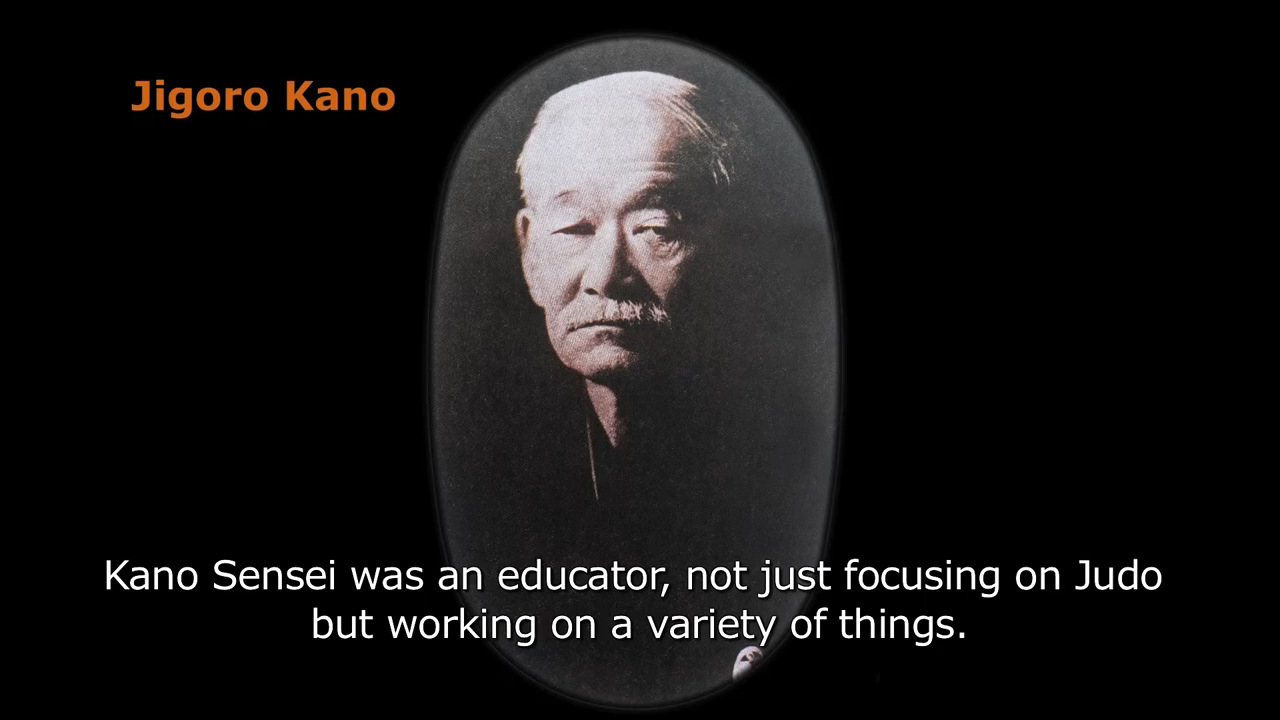 Jigoro Kano
Kano Sensei was an educator, not just focusing on Judo
but working on a variety of things.